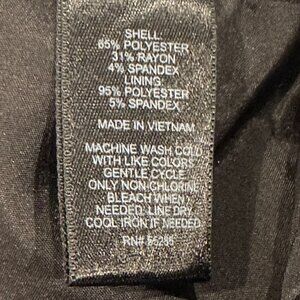 SHELL:
65% POLYESTER
31% RAYON
4% SPANDEX
LINING
95% POLYESTER
5% SPANDEX
MADE IN VIETNAM
MACHINE WASH COLD
WITH LIKE COLORS
GENTLE CYCLE
ONLY NON-CHLORINE
BLEACH WHEN
NEEDED. LINE DRY
COOL IRON IF NEEDED
RN#